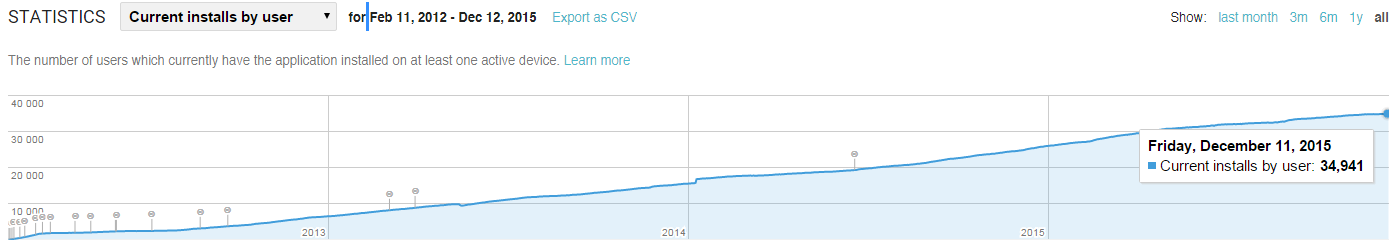 STATISTICS Current installs by user for Feb 11, 2012 - Dec 12, 2015 Export as CSV Show: last month 3m 6m 1y all
The number of users which currently have the application installed on at least one active device. Learn more
40 000
30 000
20 000
10 000
Friday, December 11, 2015
Current installs by user: 34,941
2013 2014 2015